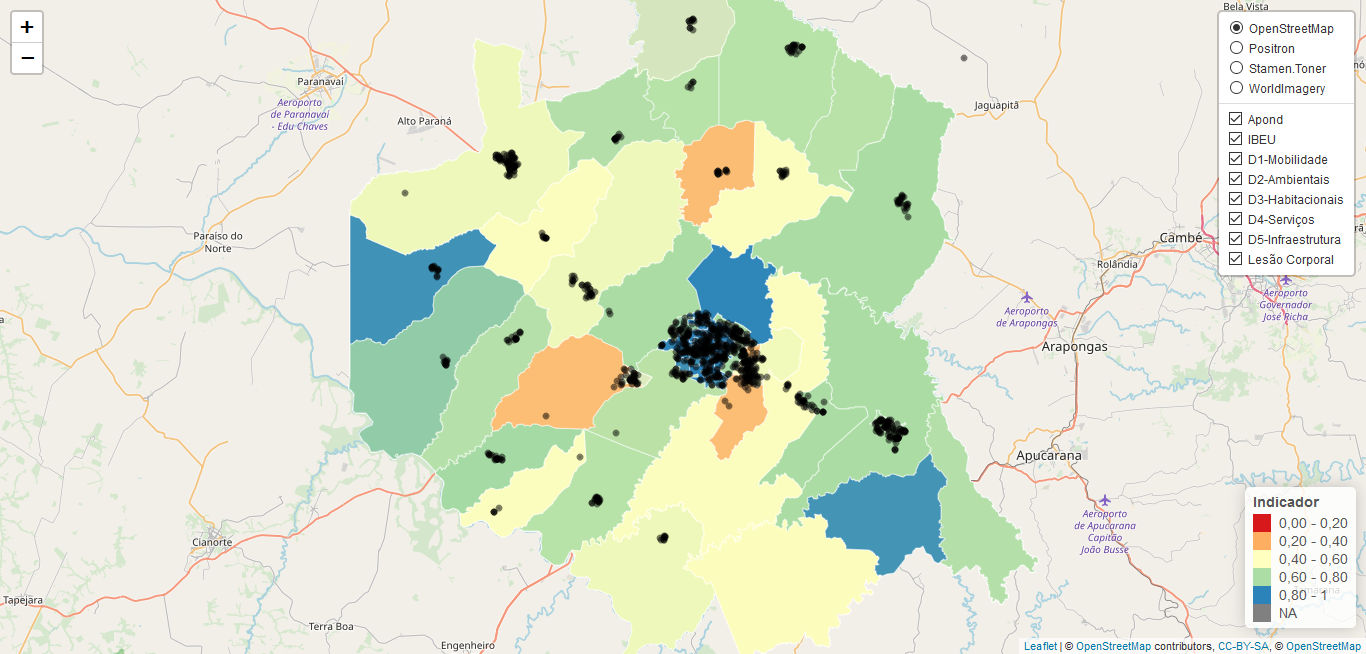 +
−
Bela Vista
OpenStreetMap
Positron
Stamen.Toner
WorldImagery
Apond
IBEU
D1-Mobilidade
D2-Ambientais
D3-Habitacionais
D4-Serviços
D5-Infraestrutura
Lesão Corporal
Paranavaí
Aeroporto
de Paranavaí
- Edu Chaves
Alto Paraná
Jaguapitã
Paraíso do
Norte
Cambé
Rolândia
Aeroporto
de Arapongas
Aeroporto
Governador
José Richa
Arapongas
Apucarana
Aeroporto
de Apucarana
Capitão
João Busse
Cianorte
Tapejara
Terra Boa
Engenheiro
Indicador
0,00 - 0,20
0,20 - 0,40
0,40 - 0,60
0,60 - 0,80
0,80 - 1
NA
Leaflet | © OpenStreetMap contributors, CC-BY-SA, © OpenStreetMap